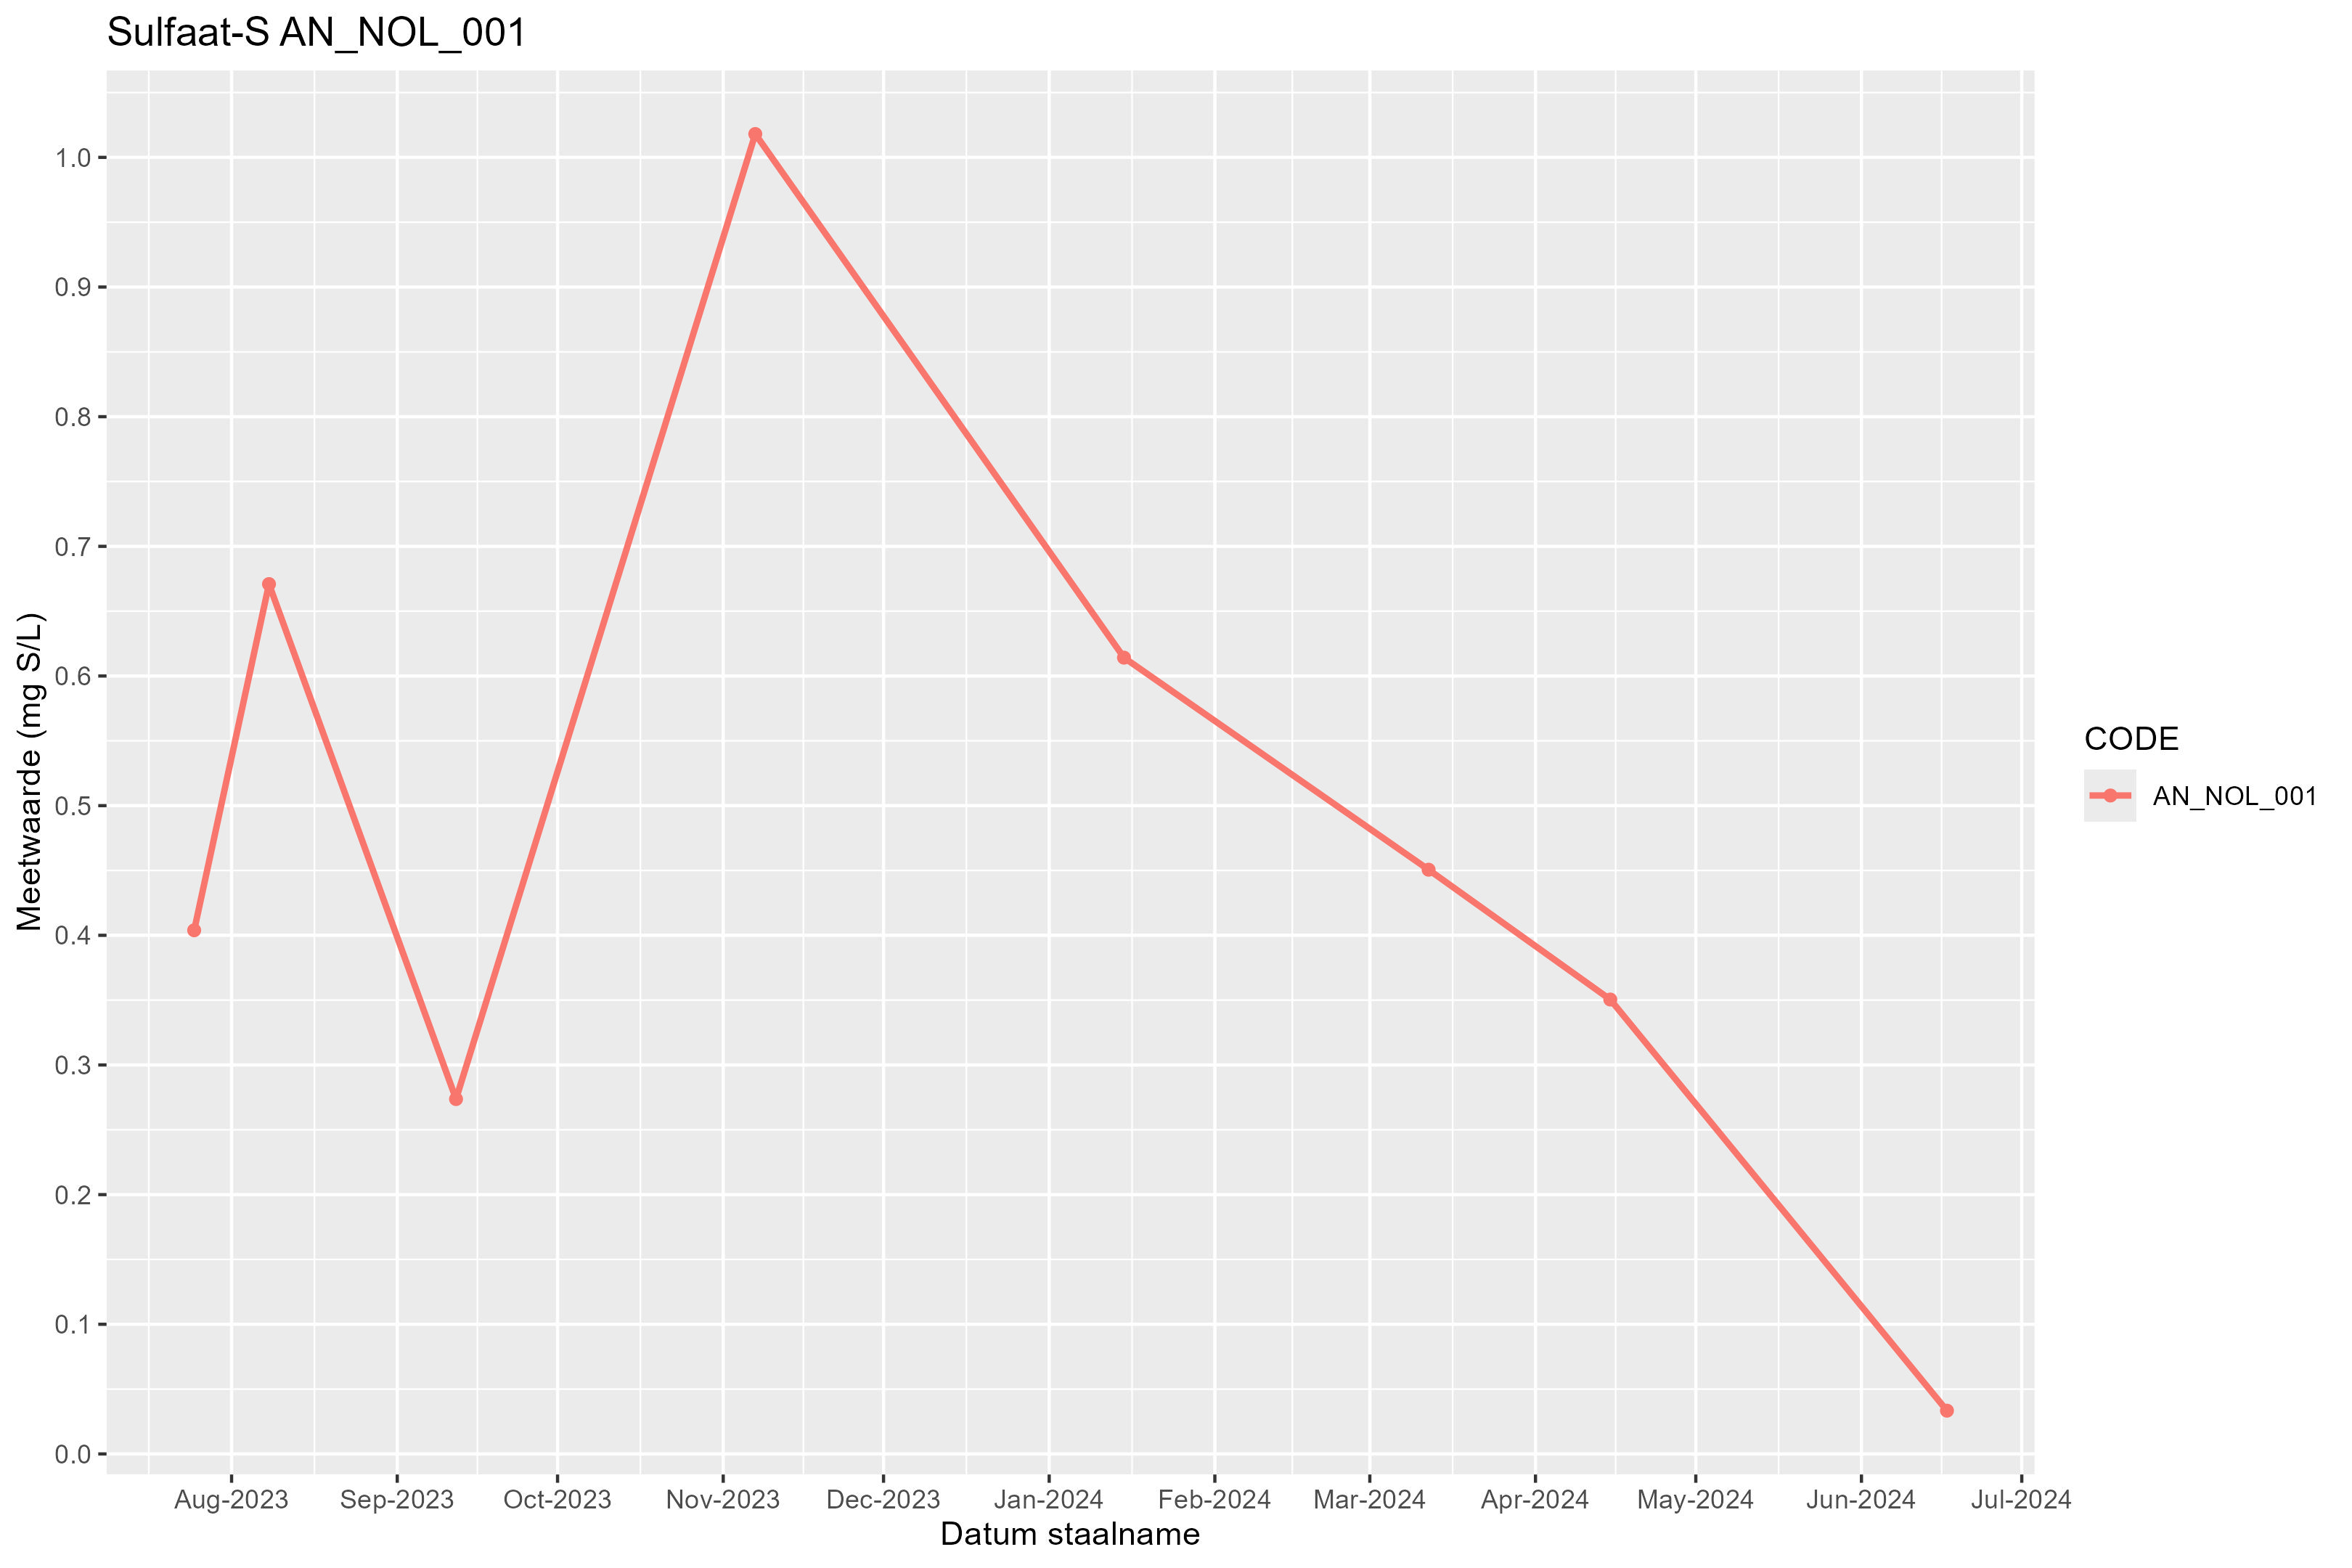 Sulfaat-S AN_NOL_001
Meetwaarde (mg S/L)
1.0
0.9
0.8
0.7
0.6
0.5
0.4
0.3
0.2
0.1
0.0
Aug-2023 Sep-2023 Oct-2023 Nov-2023 Dec-2023 Jan-2024 Feb-2024 Mar-2024 Apr-2024 May-2024 Jun-2024 Jul-2024
Datum staalname
CODE
AN_NOL_001